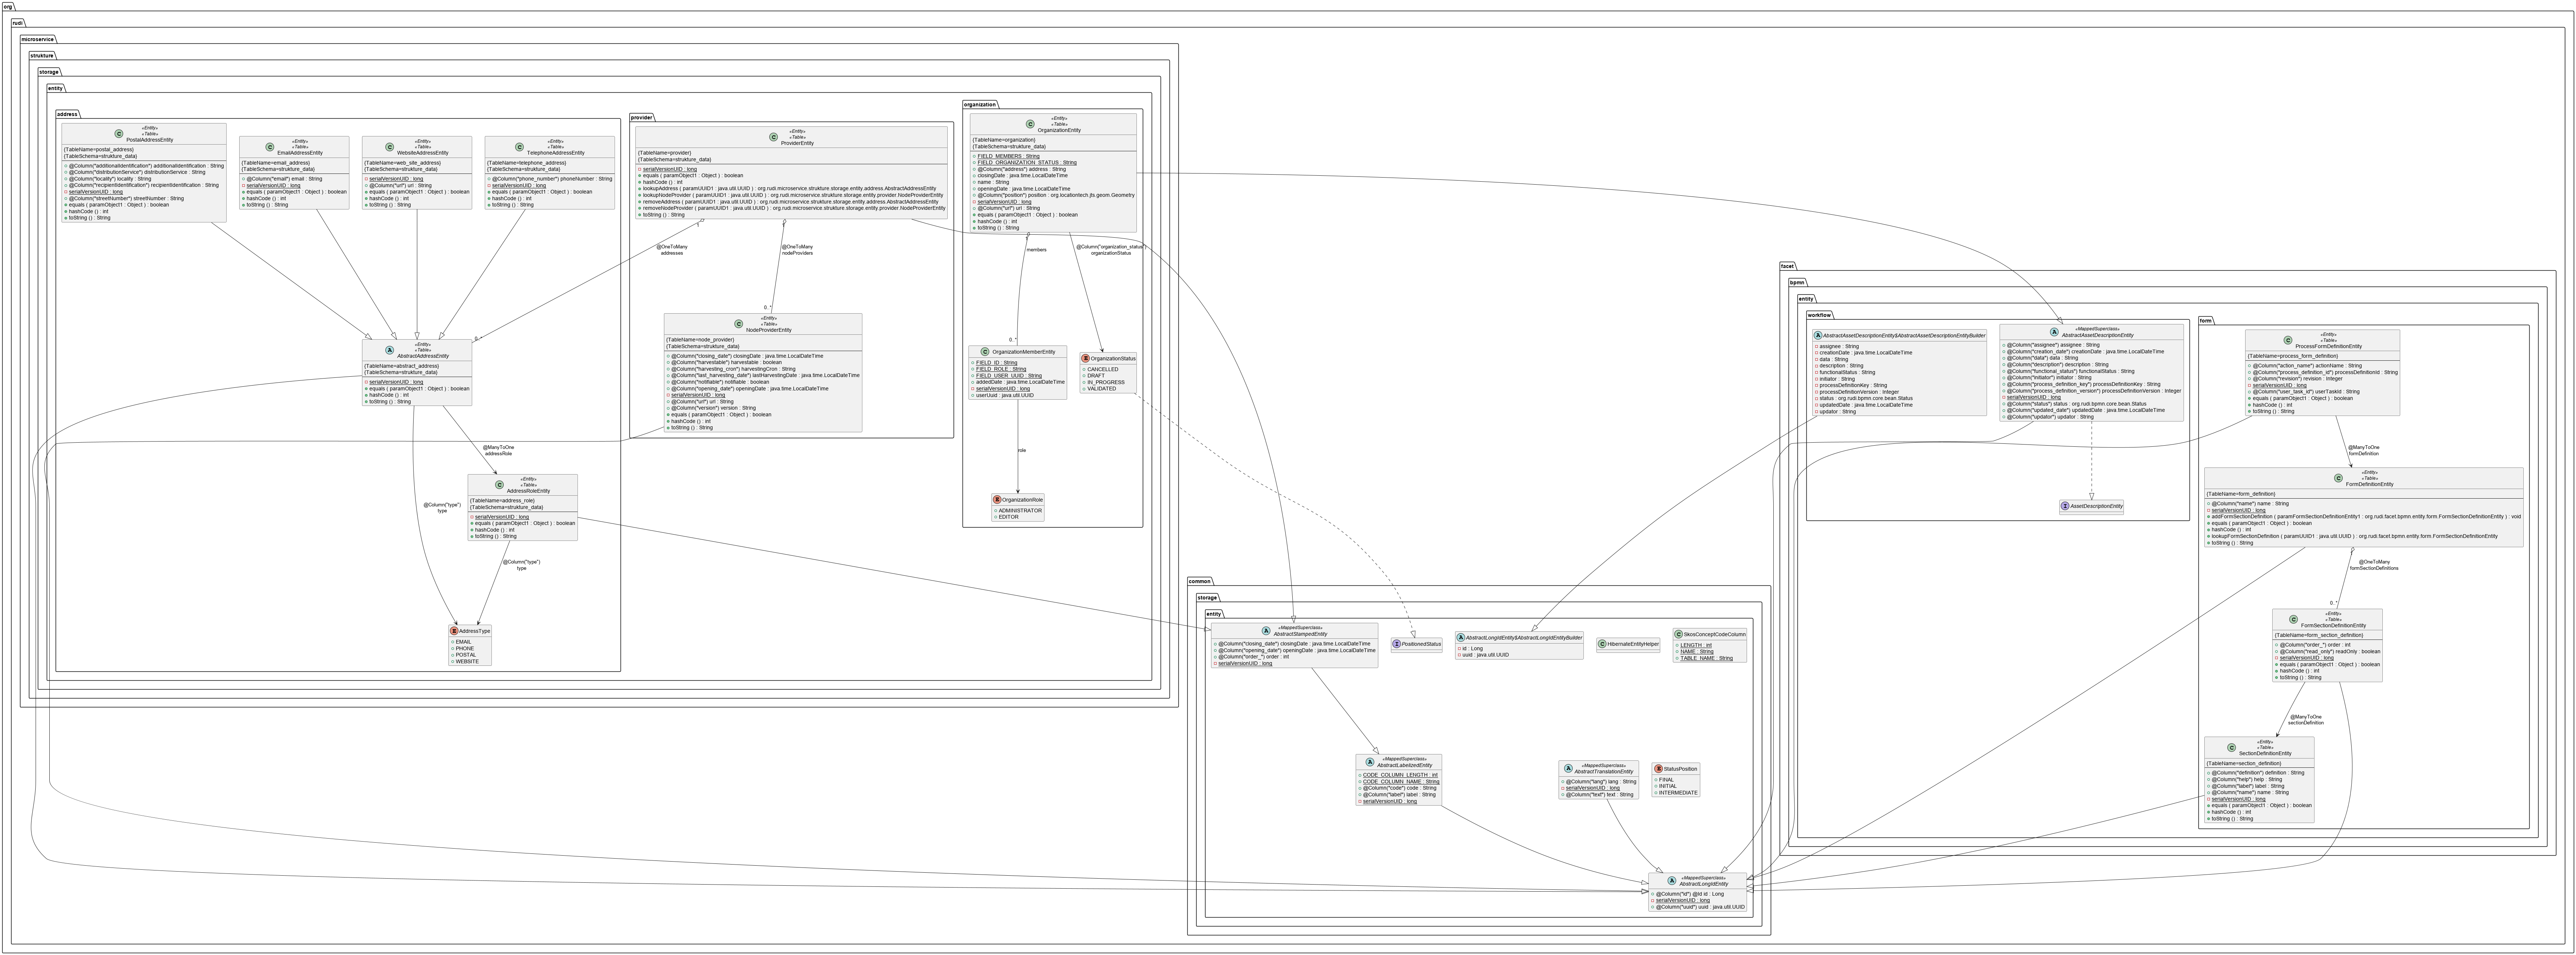 org
rudi
microservice
strukture
storage
entity
address
«Entity»
«Table»
PostalAddressEntity
{TableName=postal_address}
{TableSchema=strukture_data}
@Column("additionalIdentification") additionalIdentification : String
@Column("distributionService") distributionService : String
@Column("locality") locality : String
@Column("recipientIdentification") recipientIdentification : String
serialVersionUID : long
@Column("streetNumber") streetNumber : String
equals ( paramObject1 : Object ) : boolean
hashCode () : int
toString () : String
«Entity»
«Table»
EmailAddressEntity
{TableName=email_address}
{TableSchema=strukture_data}
@Column("email") email : String
serialVersionUID : long
equals ( paramObject1 : Object ) : boolean
hashCode () : int
toString () : String
«Entity»
«Table»
WebsiteAddressEntity
{TableName=web_site_address}
{TableSchema=strukture_data}
serialVersionUID : long
@Column("url") url : String
equals ( paramObject1 : Object ) : boolean
hashCode () : int
toString () : String
«Entity»
«Table»
TelephoneAddressEntity
{TableName=telephone_address}
{TableSchema=strukture_data}
@Column("phone_number") phoneNumber : String
serialVersionUID : long
equals ( paramObject1 : Object ) : boolean
hashCode () : int
toString () : String
«Entity»
«Table»
AbstractAddressEntity
{TableName=abstract_address}
{TableSchema=strukture_data}
serialVersionUID : long
equals ( paramObject1 : Object ) : boolean
hashCode () : int
toString () : String
@ManyToOne
addressRole
@Column("type")
type
«Entity»
«Table»
AddressRoleEntity
{TableName=address_role}
{TableSchema=strukture_data}
serialVersionUID : long
equals ( paramObject1 : Object ) : boolean
hashCode () : int
toString () : String
@Column("type")
type
AddressType
EMAIL
PHONE
POSTAL
WEBSITE
provider
«Entity»
«Table»
ProviderEntity
{TableName=provider}
{TableSchema=strukture_data}
serialVersionUID : long
equals ( paramObject1 : Object ) : boolean
hashCode () : int
lookupAddress ( paramUUID1 : java.util.UUID ) : org.rudi.microservice.strukture.storage.entity.address.AbstractAddressEntity
lookupNodeProvider ( paramUUID1 : java.util.UUID ) : org.rudi.microservice.strukture.storage.entity.provider.NodeProviderEntity
removeAddress ( paramUUID1 : java.util.UUID ) : org.rudi.microservice.strukture.storage.entity.address.AbstractAddressEntity
removeNodeProvider ( paramUUID1 : java.util.UUID ) : org.rudi.microservice.strukture.storage.entity.provider.NodeProviderEntity
toString () : String
1
@OneToMany
addresses
0..*
1
@OneToMany
nodeProviders
0..*
«Entity»
«Table»
NodeProviderEntity
{TableName=node_provider}
{TableSchema=strukture_data}
@Column("closing_date") closingDate : java.time.LocalDateTime
@Column("harvestable") harvestable : boolean
@Column("harvesting_cron") harvestingCron : String
@Column("last_harvesting_date") lastHarvestingDate : java.time.LocalDateTime
@Column("notifiable") notifiable : boolean
@Column("opening_date") openingDate : java.time.LocalDateTime
serialVersionUID : long
@Column("url") url : String
@Column("version") version : String
equals ( paramObject1 : Object ) : boolean
hashCode () : int
toString () : String
organization
«Entity»
«Table»
OrganizationEntity
{TableName=organization}
{TableSchema=strukture_data}
FIELD_MEMBERS : String
FIELD_ORGANIZATION_STATUS : String
@Column("address") address : String
closingDate : java.time.LocalDateTime
name : String
openingDate : java.time.LocalDateTime
@Column("position") position : org.locationtech.jts.geom.Geometry
serialVersionUID : long
@Column("url") url : String
equals ( paramObject1 : Object ) : boolean
hashCode () : int
toString () : String
1
members
0..*
@Column("organization_status")
organizationStatus
OrganizationMemberEntity
FIELD_ID : String
FIELD_ROLE : String
FIELD_USER_UUID : String
addedDate : java.time.LocalDateTime
serialVersionUID : long
userUuid : java.util.UUID
OrganizationStatus
CANCELLED
DRAFT
IN_PROGRESS
VALIDATED
role
OrganizationRole
ADMINISTRATOR
EDITOR
facet
bpmn
entity
workflow
AbstractAssetDescriptionEntity$AbstractAssetDescriptionEntityBuilder
assignee : String
creationDate : java.time.LocalDateTime
data : String
description : String
functionalStatus : String
initiator : String
processDefinitionKey : String
processDefinitionVersion : Integer
status : org.rudi.bpmn.core.bean.Status
updatedDate : java.time.LocalDateTime
updator : String
«MappedSuperclass»
AbstractAssetDescriptionEntity
@Column("assignee") assignee : String
@Column("creation_date") creationDate : java.time.LocalDateTime
@Column("data") data : String
@Column("description") description : String
@Column("functional_status") functionalStatus : String
@Column("initiator") initiator : String
@Column("process_definition_key") processDefinitionKey : String
@Column("process_definition_version") processDefinitionVersion : Integer
serialVersionUID : long
@Column("status") status : org.rudi.bpmn.core.bean.Status
@Column("updated_date") updatedDate : java.time.LocalDateTime
@Column("updator") updator : String
AssetDescriptionEntity
form
«Entity»
«Table»
ProcessFormDefinitionEntity
{TableName=process_form_definition}
@Column("action_name") actionName : String
@Column("process_definition_id") processDefinitionId : String
@Column("revision") revision : Integer
serialVersionUID : long
@Column("user_task_id") userTaskId : String
equals ( paramObject1 : Object ) : boolean
hashCode () : int
toString () : String
@ManyToOne
formDefinition
«Entity»
«Table»
FormDefinitionEntity
{TableName=form_definition}
@Column("name") name : String
serialVersionUID : long
addFormSectionDefinition ( paramFormSectionDefinitionEntity1 : org.rudi.facet.bpmn.entity.form.FormSectionDefinitionEntity ) : void
equals ( paramObject1 : Object ) : boolean
hashCode () : int
lookupFormSectionDefinition ( paramUUID1 : java.util.UUID ) : org.rudi.facet.bpmn.entity.form.FormSectionDefinitionEntity
toString () : String
1
@OneToMany
formSectionDefinitions
0..*
«Entity»
«Table»
FormSectionDefinitionEntity
{TableName=form_section_definition}
@Column("order_") order : int
@Column("read_only") readOnly : boolean
serialVersionUID : long
equals ( paramObject1 : Object ) : boolean
hashCode () : int
toString () : String
@ManyToOne
sectionDefinition
«Entity»
«Table»
SectionDefinitionEntity
{TableName=section_definition}
@Column("definition") definition : String
@Column("help") help : String
@Column("label") label : String
@Column("name") name : String
serialVersionUID : long
equals ( paramObject1 : Object ) : boolean
hashCode () : int
toString () : String
common
storage
entity
«MappedSuperclass»
AbstractStampedEntity
@Column("closing_date") closingDate : java.time.LocalDateTime
@Column("opening_date") openingDate : java.time.LocalDateTime
@Column("order_") order : int
serialVersionUID : long
PositionedStatus
AbstractLongIdEntity$AbstractLongIdEntityBuilder
id : Long
uuid : java.util.UUID
HibernateEntityHelper
SkosConceptCodeColumn
LENGTH : int
NAME : String
TABLE_NAME : String
«MappedSuperclass»
AbstractLabelizedEntity
CODE_COLUMN_LENGTH : int
CODE_COLUMN_NAME : String
@Column("code") code : String
@Column("label") label : String
serialVersionUID : long
«MappedSuperclass»
AbstractTranslationEntity
@Column("lang") lang : String
serialVersionUID : long
@Column("text") text : String
StatusPosition
FINAL
INITIAL
INTERMEDIATE
«MappedSuperclass»
AbstractLongIdEntity
@Column("id") @Id id : Long
serialVersionUID : long
@Column("uuid") uuid : java.util.UUID